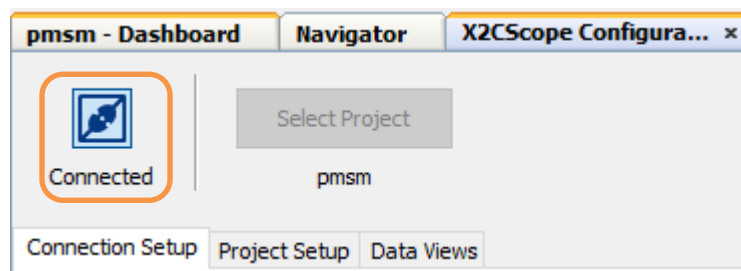 pmsm - Dashboard Navigator X2CScope Configura... ×
Select Project
Connected pmsm
Connection Setup Project Setup Data Views